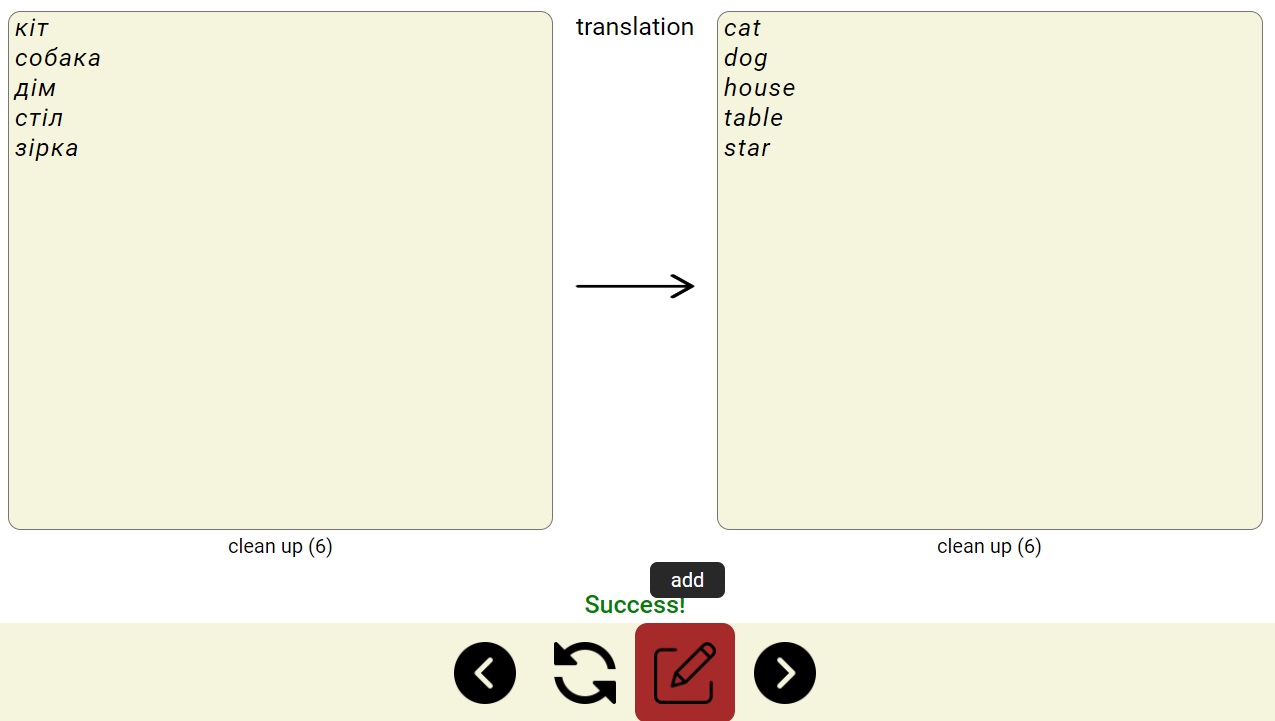 кіт
собака
дім
стіл
зірка
translation
cat
dog
house
table
star
clean up (6)
clean up (6)
add
Success!